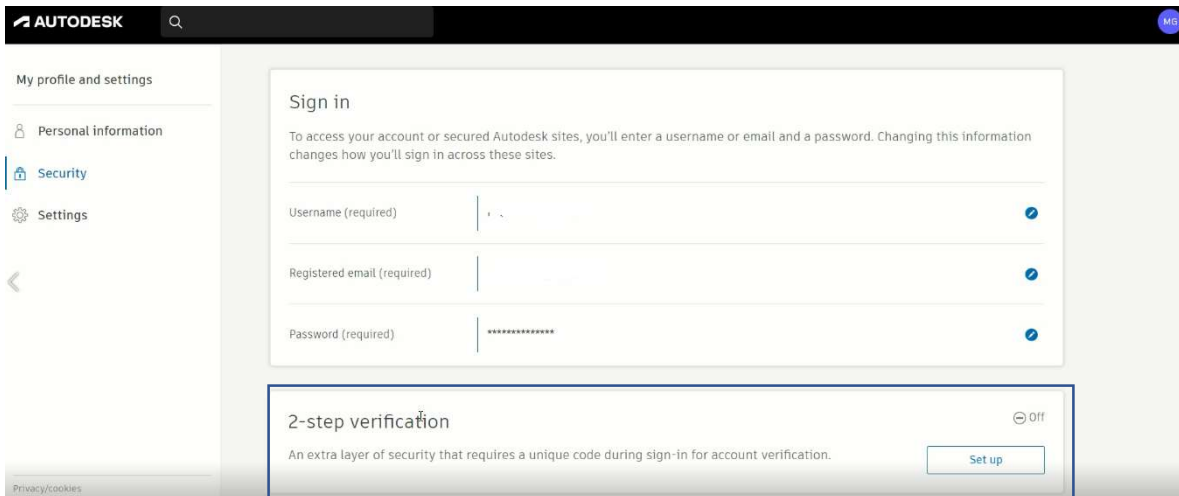 AUTODESK
MG
My profile and settings
Personal information
Security
Settings
Privacy/cookies
Sign in
To access your account or secured Autodesk sites, you'll enter a username or email and a password. Changing this information
changes how you'll sign in across these sites.
Username (required)
Registered email (required)
Password (required) **************
2-step verification
Off
An extra layer of security that requires a unique code during sign-in for account verification.
Set up